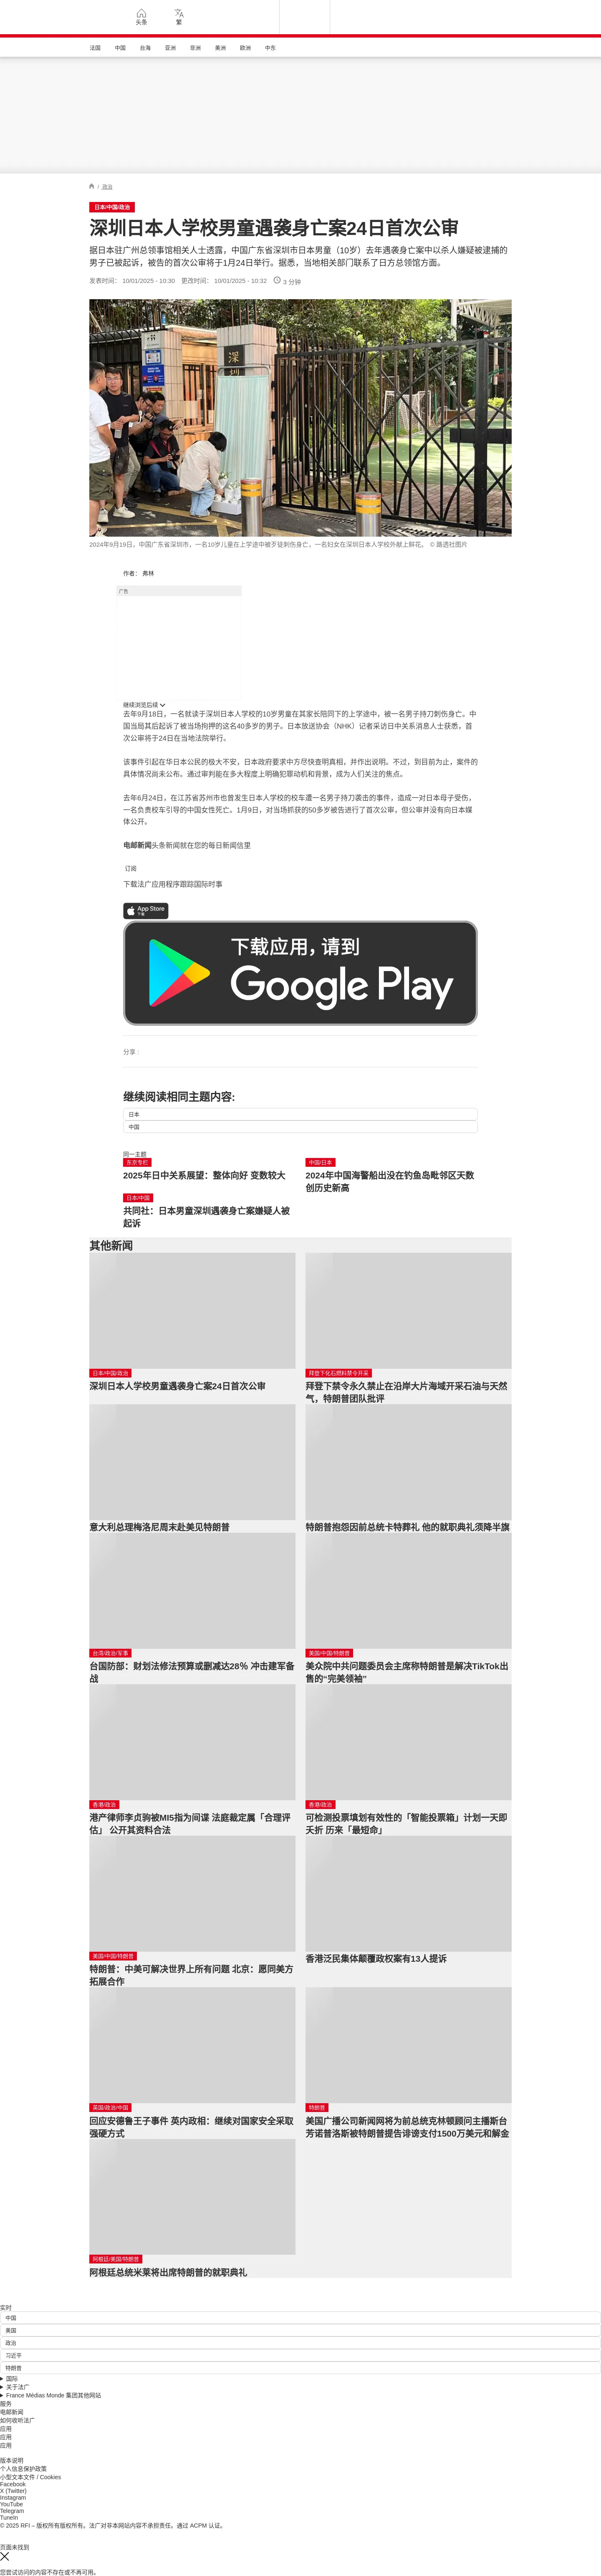 头条
繁
法国
中国
台海
亚洲
非洲
美洲
欧洲
中东
/ 政治
日本/中国/政治
深圳日本人学校男童遇袭身亡案24日首次公审
据日本驻广州总领事馆相关人士透露，中国广东省深圳市日本男童（10岁）去年遇袭身亡案中以杀人嫌疑被逮捕的
男子已被起诉，被告的首次公审将于1月24日举行。据悉，当地相关部门联系了日方总领馆方面。
发表时间： 10/01/2025 - 10:30 更改时间： 10/01/2025 - 10:32 3 分钟
深圳
2024年9月19日，中国广东省深圳市，一名10岁儿童在上学途中被歹徒刺伤身亡，一名妇女在深圳日本人学校外献上鲜花。 © 路透社图片
作者： 弗林
广告
继续浏览后续
去年9月18日，一名就读于深圳日本人学校的10岁男童在其家长陪同下的上学途中，被一名男子持刀刺伤身亡。中
国当局其后起诉了被当场拘押的这名40多岁的男子。日本放送协会（NHK）记者采访日中关系消息人士获悉，首
次公审将于24日在当地法院举行。
该事件引起在华日本公民的极大不安，日本政府要求中方尽快查明真相，并作出说明。不过，到目前为止，案件的
具体情况尚未公布。通过审判能在多大程度上明确犯罪动机和背景，成为人们关注的焦点。
去年6月24日，在江苏省苏州市也曾发生日本人学校的校车遭一名男子持刀袭击的事件，造成一对日本母子受伤，
一名负责校车引导的中国女性死亡。1月9日，对当场抓获的50多岁被告进行了首次公审，但公审并没有向日本媒
体公开。
电邮新闻头条新闻就在您的每日新闻信里
订阅
下载法广应用程序跟踪国际时事
App Store
下载
下载应用，请到
Google Play
分享 :
继续阅读相同主题内容:
日本
中国
同一主题
东京专栏
2025年日中关系展望：整体向好 变数较大
中国/日本
2024年中国海警船出没在钓鱼岛毗邻区天数
创历史新高
日本/中国
共同社：日本男童深圳遇袭身亡案嫌疑人被
起诉
其他新闻
日本/中国/政治
深圳日本人学校男童遇袭身亡案24日首次公审
拜登下化石燃料禁令开采
拜登下禁令永久禁止在沿岸大片海域开采石油与天然
气，特朗普团队批评
意大利总理梅洛尼周末赴美见特朗普
特朗普抱怨因前总统卡特葬礼 他的就职典礼须降半旗
台湾/政治/军事
台国防部：财划法修法预算或删减达28% 冲击建军备
战
美国/中国/特朗普
美众院中共问题委员会主席称特朗普是解决TikTok出
售的“完美领袖”
香港/政治
港产律师李贞驹被MI5指为间谍 法庭裁定属「合理评
估」 公开其资料合法
香港/政治
可检测投票填划有效性的「智能投票箱」计划一天即
夭折 历来「最短命」
美国/中国/特朗普
特朗普：中美可解决世界上所有问题 北京：愿同美方
拓展合作
香港泛民集体颠覆政权案有13人提诉
英国/政治/中国
回应安德鲁王子事件 英内政相：继续对国家安全采取
强硬方式
特朗普
美国广播公司新闻网将为前总统克林顿顾问主播斯台
芳诺普洛斯被特朗普提告诽谤支付1500万美元和解金
阿根廷/美国/特朗普
阿根廷总统米莱将出席特朗普的就职典礼
实时
中国
美国
政治
习近平
特朗普
国际
关于法广
France Médias Monde 集团其他网站
服务
电邮新闻
如何收听法广
应用
应用
应用
版本说明
个人信息保护政策
小型文本文件 / Cookies
Facebook
X (Twitter)
Instagram
YouTube
Telegram
TuneIn
© 2025 RFI – 版权所有版权所有。法广对非本网站内容不承担责任。通过 ACPM 认证。
页面未找到
您尝试访问的内容不存在或不再可用。